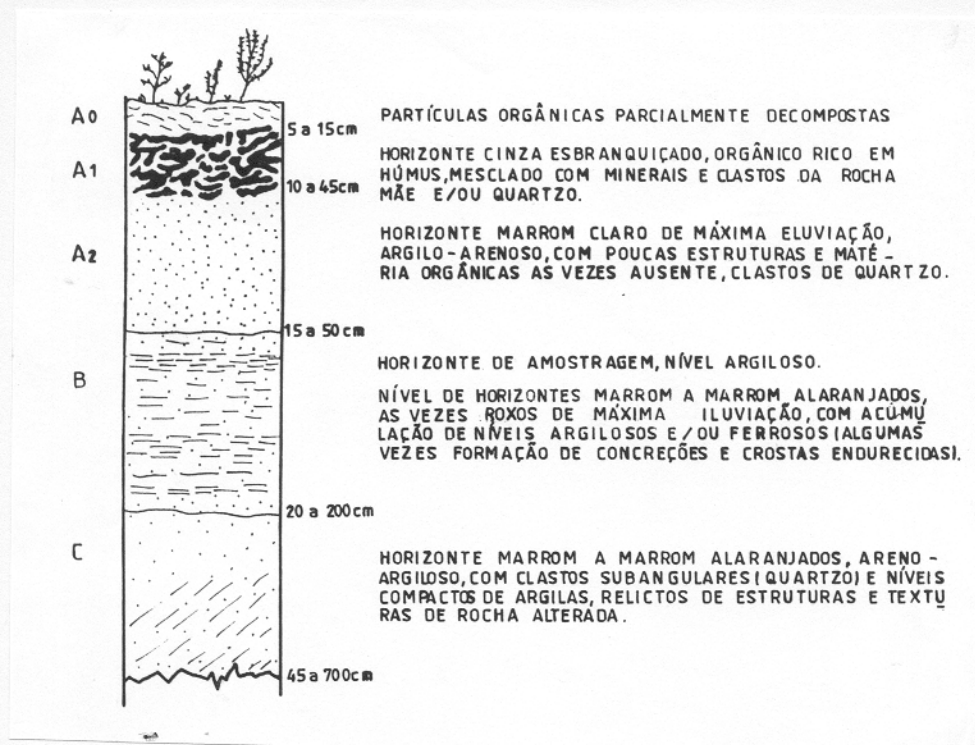 A0
PARTÍCULAS ORGÂNICAS PARCIALMENTE DECOMPOSTAS
5 a 15cm
A1
HORIZONTE CINZA ESBRANQUIÇADO, ORGÂNICO RICO EM
HÚMUS, MESCLADO COM MINERAIS E CLASTOS DA ROCHA
MÃE E/OU QUARTZO.
10 a 45cm
A2
HORIZONTE MARROM CLARO DE MÁXIMA ELUVIAÇÃO,
ARGILO-ARENOSO, COM POUCAS ESTRUTURAS E MATÉ-
RIA ORGÂNICAS AS VEZES AUSENTE, CLASTOS DE QUARTZO.
15 a 50cm
B
HORIZONTE DE AMOSTRAGEM, NÍVEL ARGILOSO.
NÍVEL DE HORIZONTES MARROM A MARROM ALARANJADOS,
AS VEZES ROXOS DE MÁXIMA ILUVIAÇÃO, COM ACÚMU
LAÇÃO DE NÍVEIS ARGILOSOS E/OU FERROSOS (ALGUMAS
VEZES FORMAÇÃO DE CONCREÇÕES E CROSTAS ENDURECIDAS).
20 a 200cm
C
HORIZONTE MARROM A MARROM ALARANJADOS, ARENO-
ARGILOSO, COM CLASTOS SUBANGULARES (QUARTZO) E NÍVEIS
COMPACTOS DE ARGILAS, RELICTOS DE ESTRUTURAS E TEXTU
RAS DE ROCHA ALTERADA.
45 a 700cm